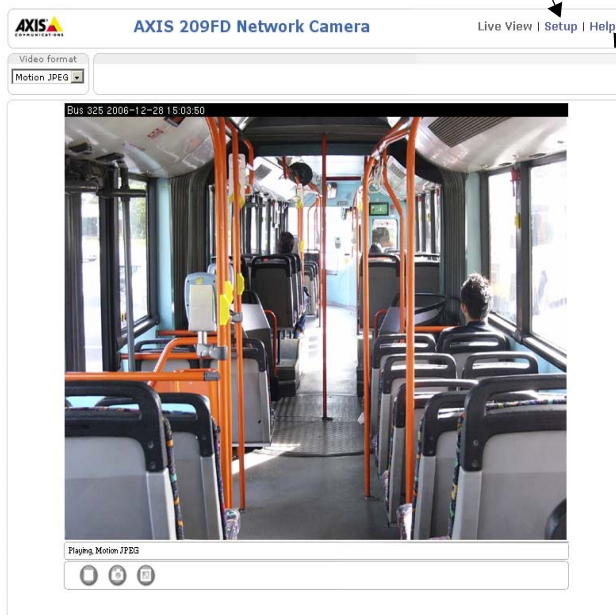 AXIS
COMMUNICATIONS
AXIS 209FD Network Camera
Live View | Setup | Help
Video format
Motion JPEG
Bus 325 2006-12-28 15:03:50
Playing, Motion JPEG